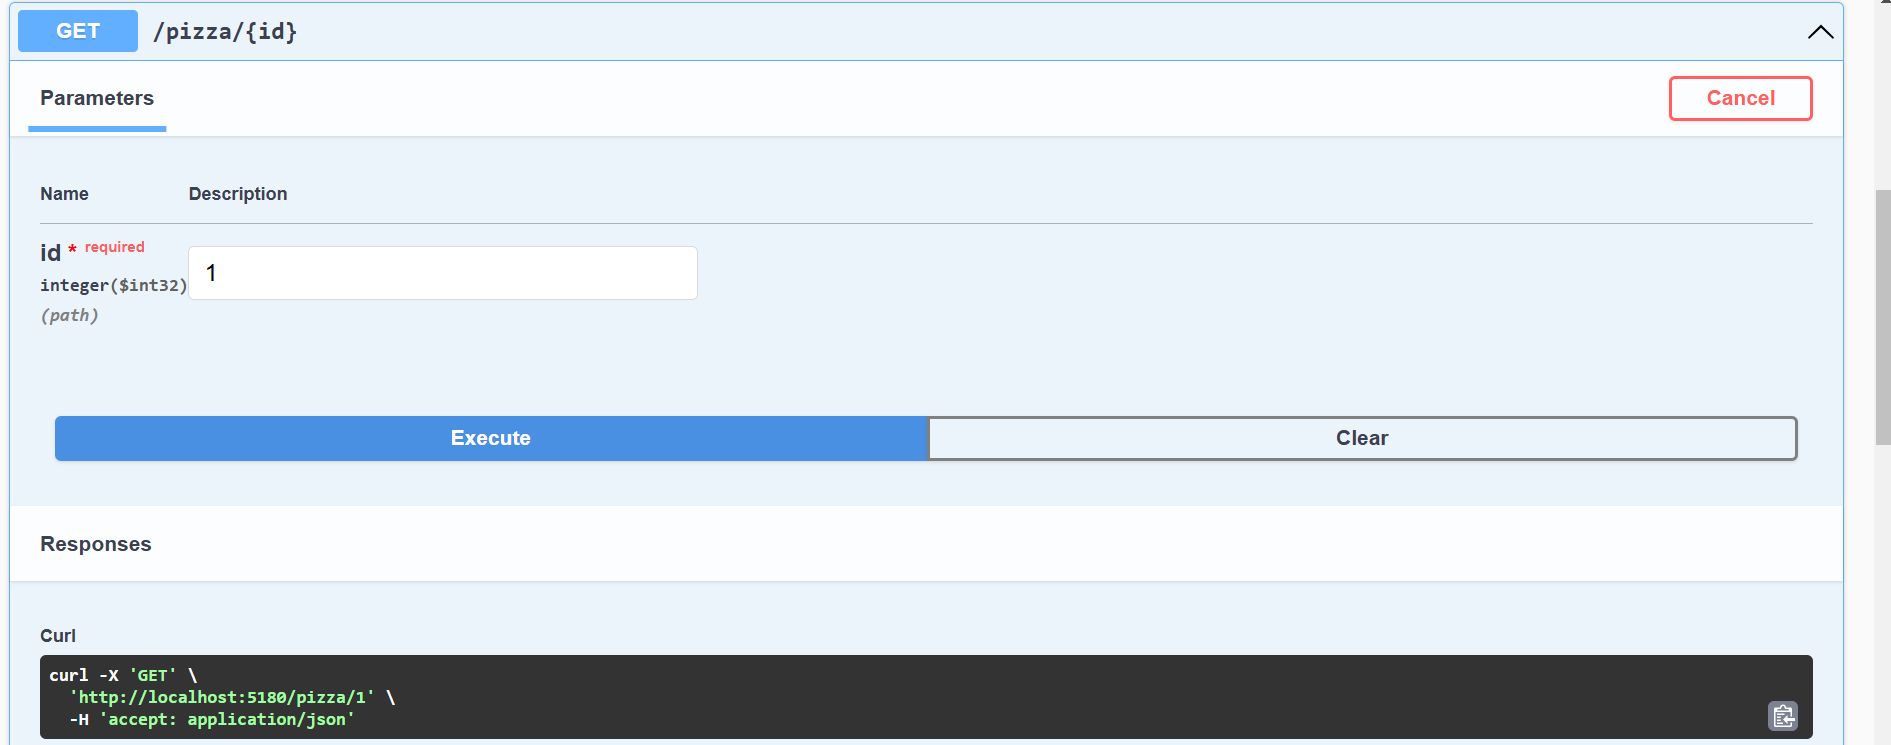 GET /pizza/{id}
Parameters
Cancel
Name Description
id * required
integer($int32)
(path)
1
Execute
Clear
Responses
Curl
curl -X 'GET' \
'http://localhost:5180/pizza/1' \
-H 'accept: application/json'